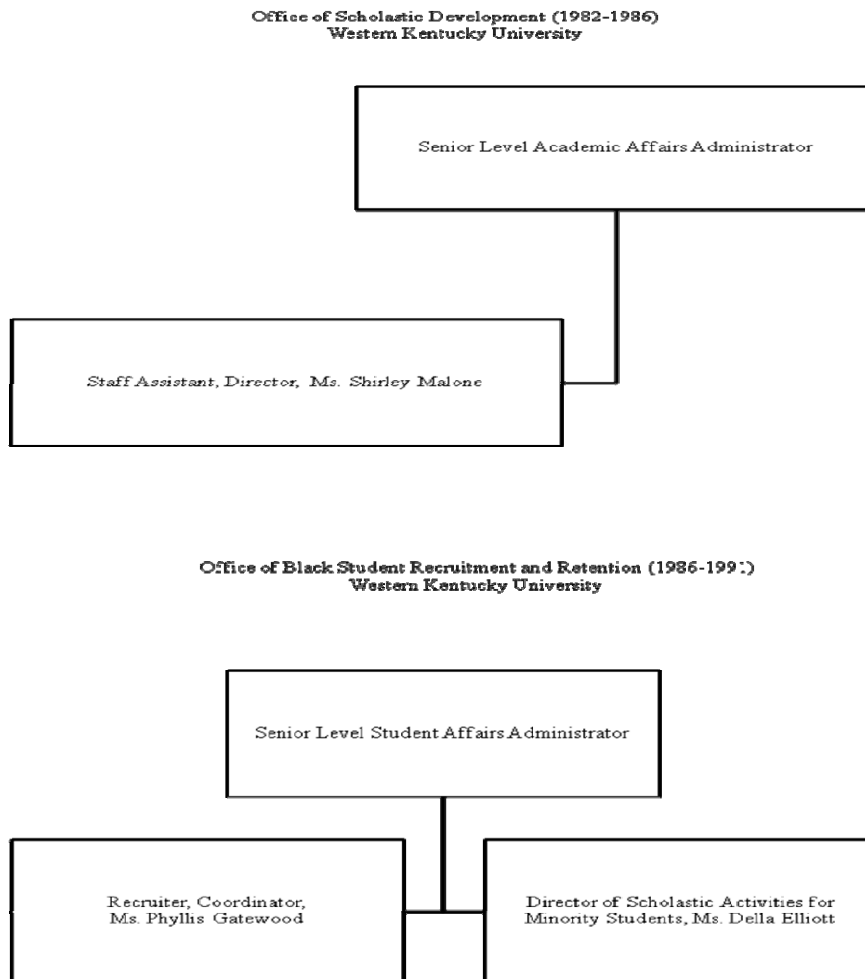 Office of Scholastic Development (1982-1986)
Western Kentucky University
Senior Level Academic Affairs Administrator
Staff Assistant, Director, Ms. Shirley Malone
Office of Black Student Recruitment and Retention
Western Kentucky University
Senior Level Student Affairs Administrator
Recruiter, Coordinator,
Ms. Phyllis Gatewood
Director of Scholastic Activities for
Minority Students, Ms. Della Elliott